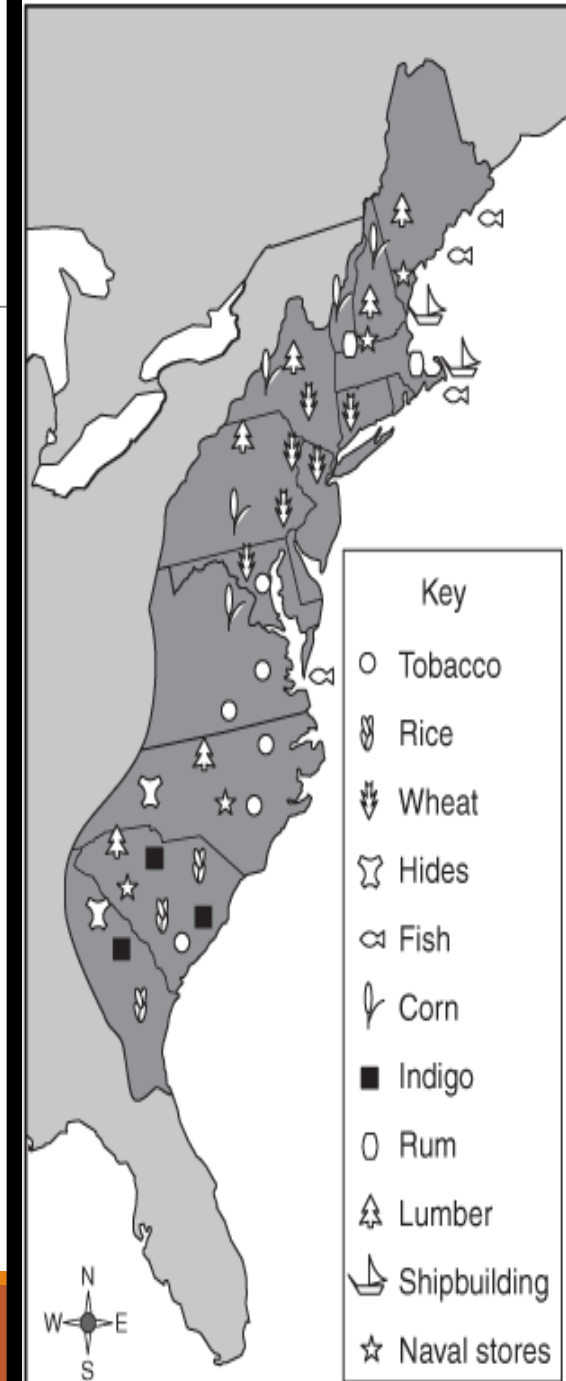 Key
Tobacco
Rice
Wheat
Hides
Fish
Corn
Indigo
Rum
Lumber
Shipbuilding
Naval stores
N
W E
S